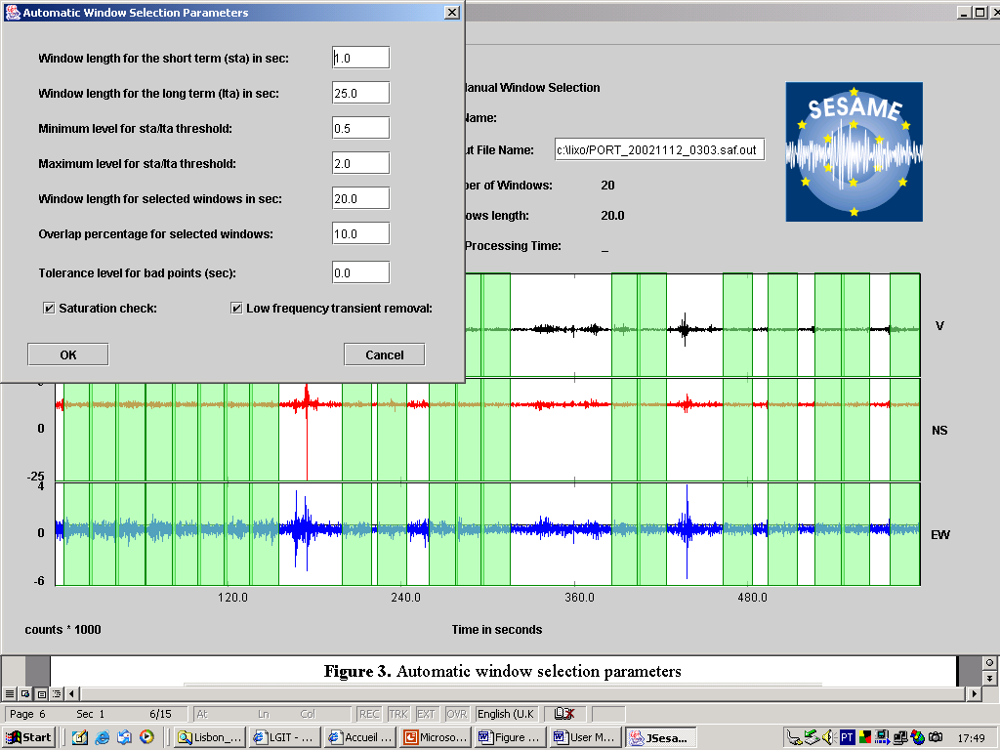 Automatic Window Selection Parameters
Window length for the short term (sta) in sec: 1.0
Window length for the long term (lta) in sec: 25.0
Minimum level for sta/lta threshold: 0.5
Maximum level for sta/lta threshold: 2.0
Window length for selected windows in sec: 20.0
Overlap percentage for selected windows: 10.0
Tolerance level for bad points (sec): 0.0
Saturation check: Low frequency transient removal:
OK Cancel
anual Window Selection
Name:
ut File Name: c:\lixo/PORT_20021112_0303.saf.out
ber of Windows: 20
ows length: 20.0
Processing Time: _
SESAME
V
0
NS
-25
4
0
EW
-6
120.0 240.0 360.0 480.0
counts * 1000 Time in seconds
Figure 3. Automatic window selection parameters
Page 6 Sec 1 6/15 At Ln Col REC TRK EXT OVR English (U.K
Start Lisbon_... LGIT - ... Accueil ... Microso... Figure ... User M... JSesa... PT 17:49